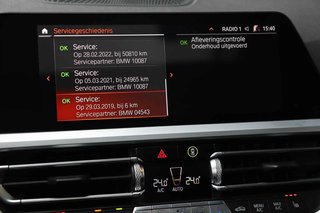 Servicegeschiedenis
RADIO 1
15:40
OK Service:
Op 28.02.2022, bij 50810 km
Servicepartner: BMW 10087
OK Service:
Op 05.03.2021, bij 24965 km
Servicepartner: BMW 10087
OK Service:
Op 29.03.2019, bij 6 km
Servicepartner: BMW 04543
OK Afleveringscontrole
Onderhoud uitgevoerd
24.0 AUTO 24.0
A/C
MAX
A/C